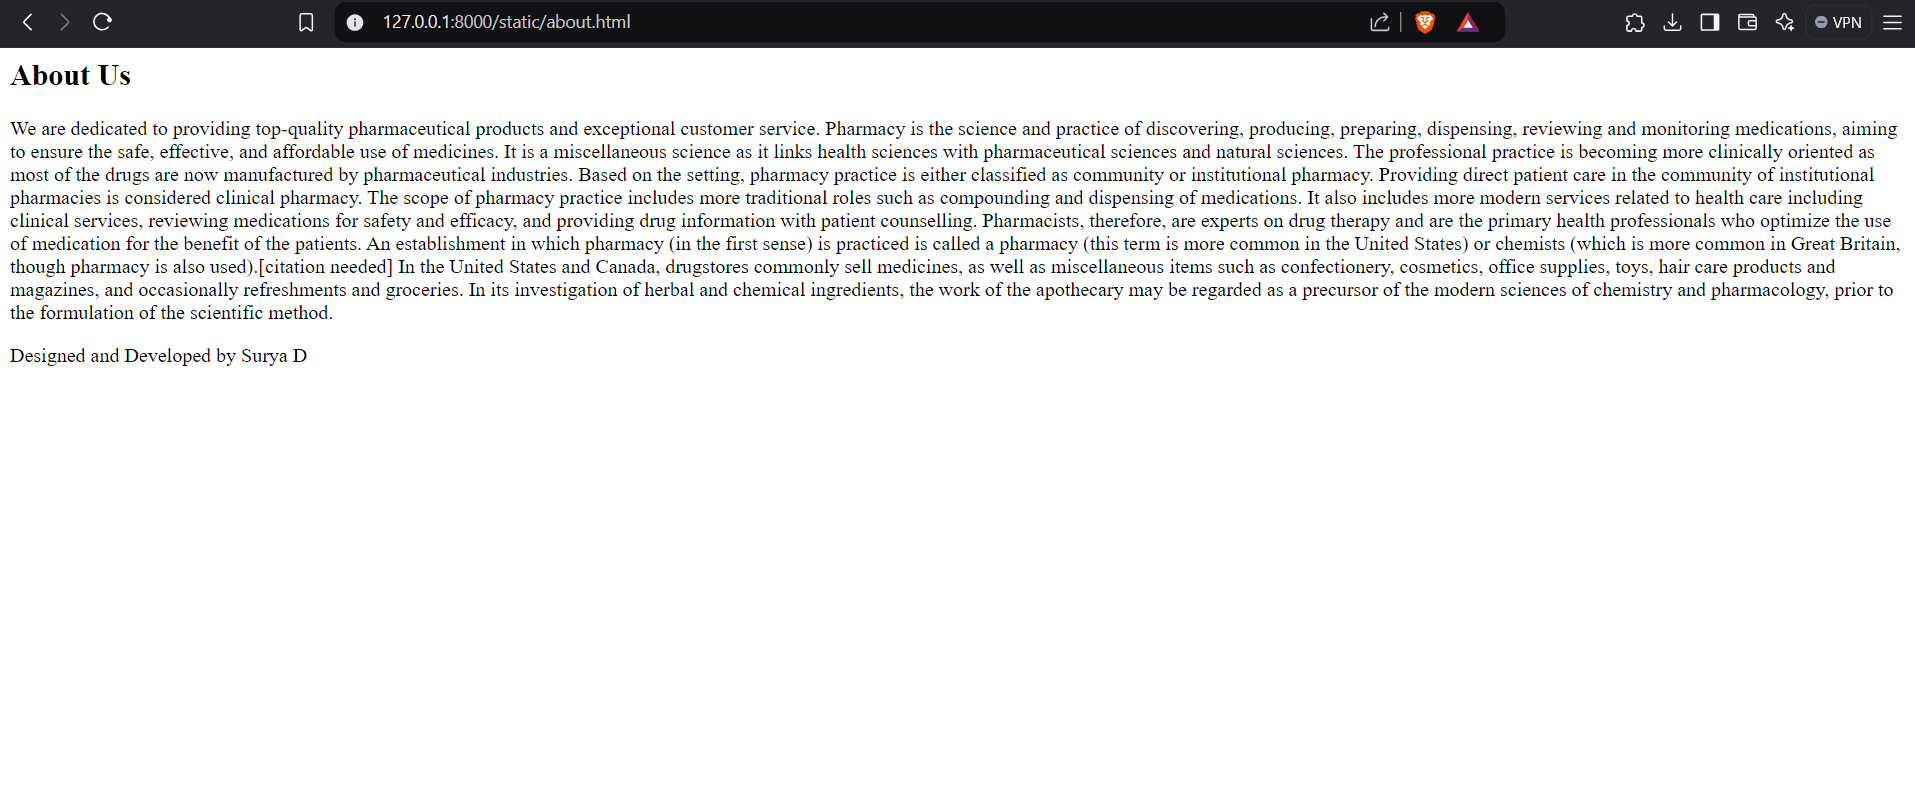 127.0.0.1:8000/static/about.html
VPN
About Us
We are dedicated to providing top-quality pharmaceutical products and exceptional customer service. Pharmacy is the science and practice of discovering, producing, preparing, dispensing, reviewing and monitoring medications, aiming
to ensure the safe, effective, and affordable use of medicines. It is a miscellaneous science as it links health sciences with pharmaceutical sciences and natural sciences. The professional practice is becoming more clinically oriented as
most of the drugs are now manufactured by pharmaceutical industries. Based on the setting, pharmacy practice is either classified as community or institutional pharmacy. Providing direct patient care in the community of institutional
pharmacies is considered clinical pharmacy. The scope of pharmacy practice includes more traditional roles such as compounding and dispensing of medications. It also includes more modern services related to health care including
clinical services, reviewing medications for safety and efficacy, and providing drug information with patient counselling. Pharmacists, therefore, are experts on drug therapy and are the primary health professionals who optimize the use
of medication for the benefit of the patients. An establishment in which pharmacy (in the first sense) is practiced is called a pharmacy (this term is more common in the United States) or chemists (which is more common in Great Britain,
though pharmacy is also used).[citation needed] In the United States and Canada, drugstores commonly sell medicines, as well as miscellaneous items such as confectionery, cosmetics, office supplies, toys, hair care products and
magazines, and occasionally refreshments and groceries. In its investigation of herbal and chemical ingredients, the work of the apothecary may be regarded as a precursor of the modern sciences of chemistry and pharmacology, prior to
the formulation of the scientific method.
Designed and Developed by Surya D